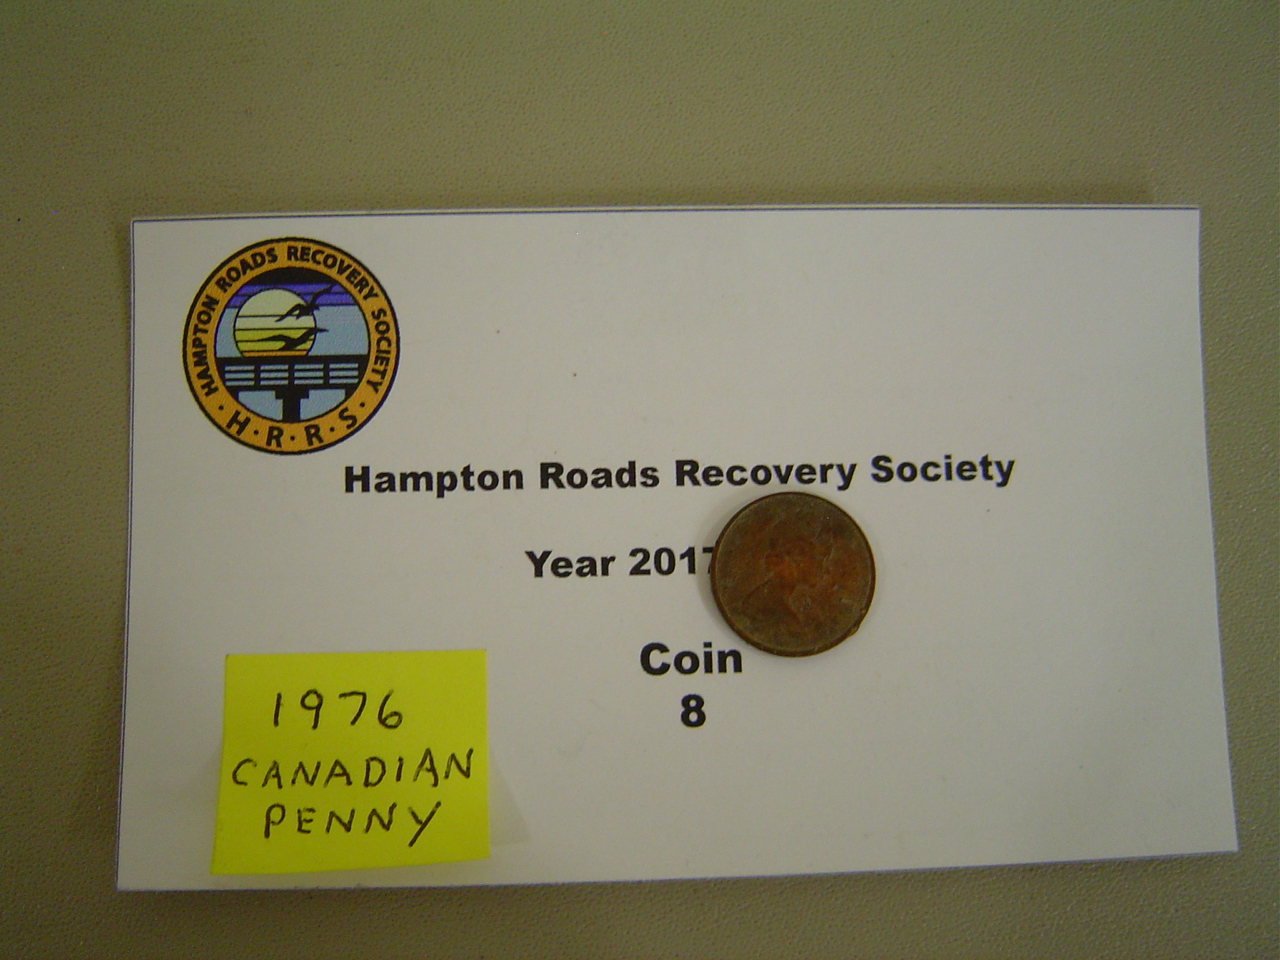 HAMPTON ROADS RECOVERY SOCIETY
· H · R · R · S ·
Hampton Roads Recovery Society
Year 2017
Coin
8
1976
CANADIAN
PENNY